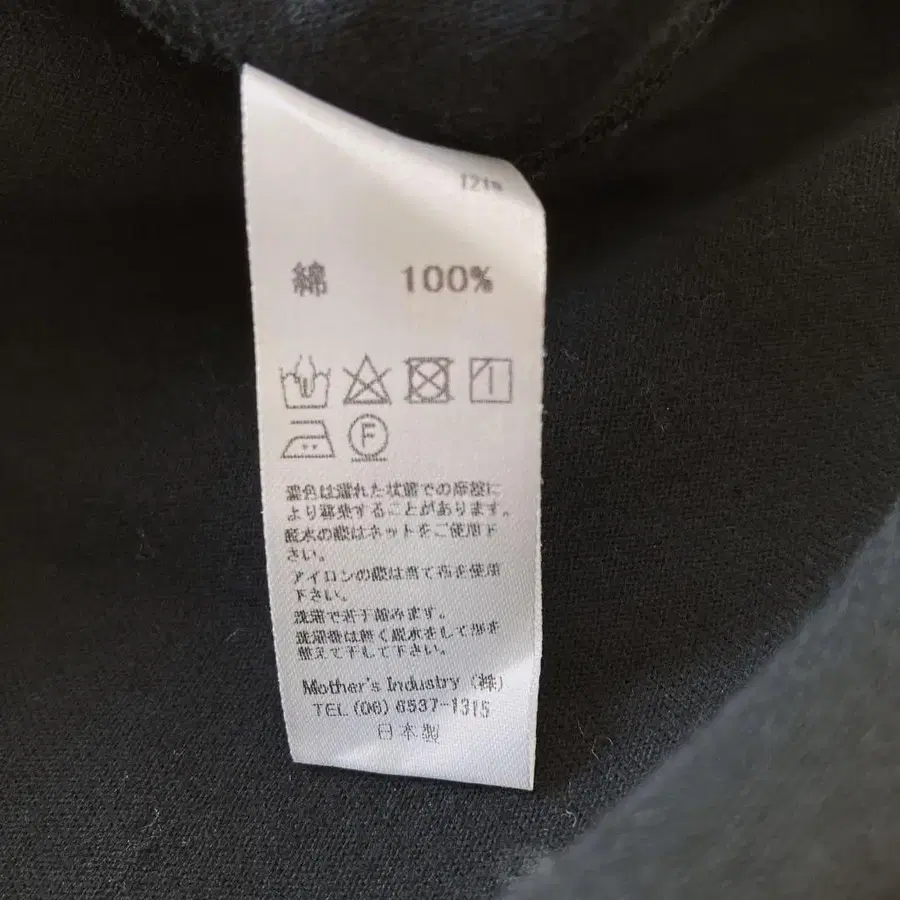 121s
綿 100%
F
濃色は濡れた状態での摩擦に
より移染することがあります。
脱水の際はネットをご使用下
さい。
アイロンの際は当て布を使用
下さい。
洗濯で若干縮みます。
洗濯後は軽く脱水をして形を
整えて干して下さい。
Mother's Industry (株)
TEL (06) 6537-1315
日本製